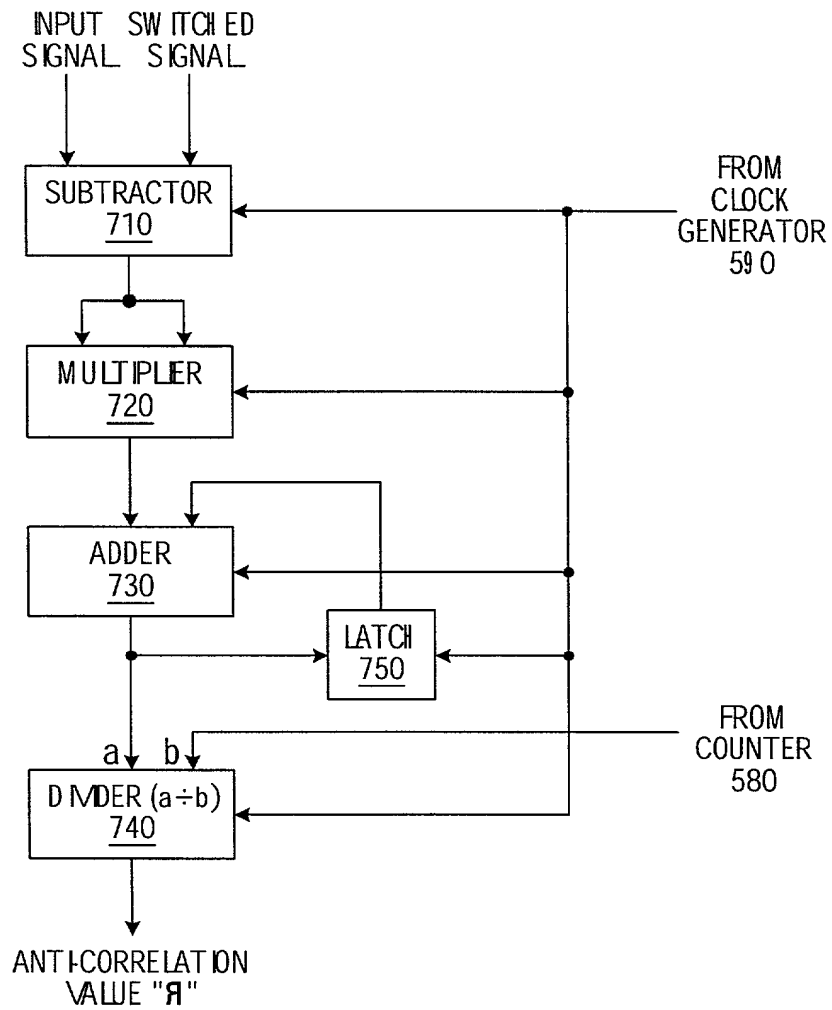 INPUT SIGNAL
SWITCHED SIGNAL
SUBTRACTOR
710
FROM
CLOCK
GENERATOR
590
MULTIPLIER
720
ADDER
730
LATCH
750
FROM
COUNTER
580
a b
DIVIDER (a÷b)
740
ANTI-CORRELATION
VALUE "Я"